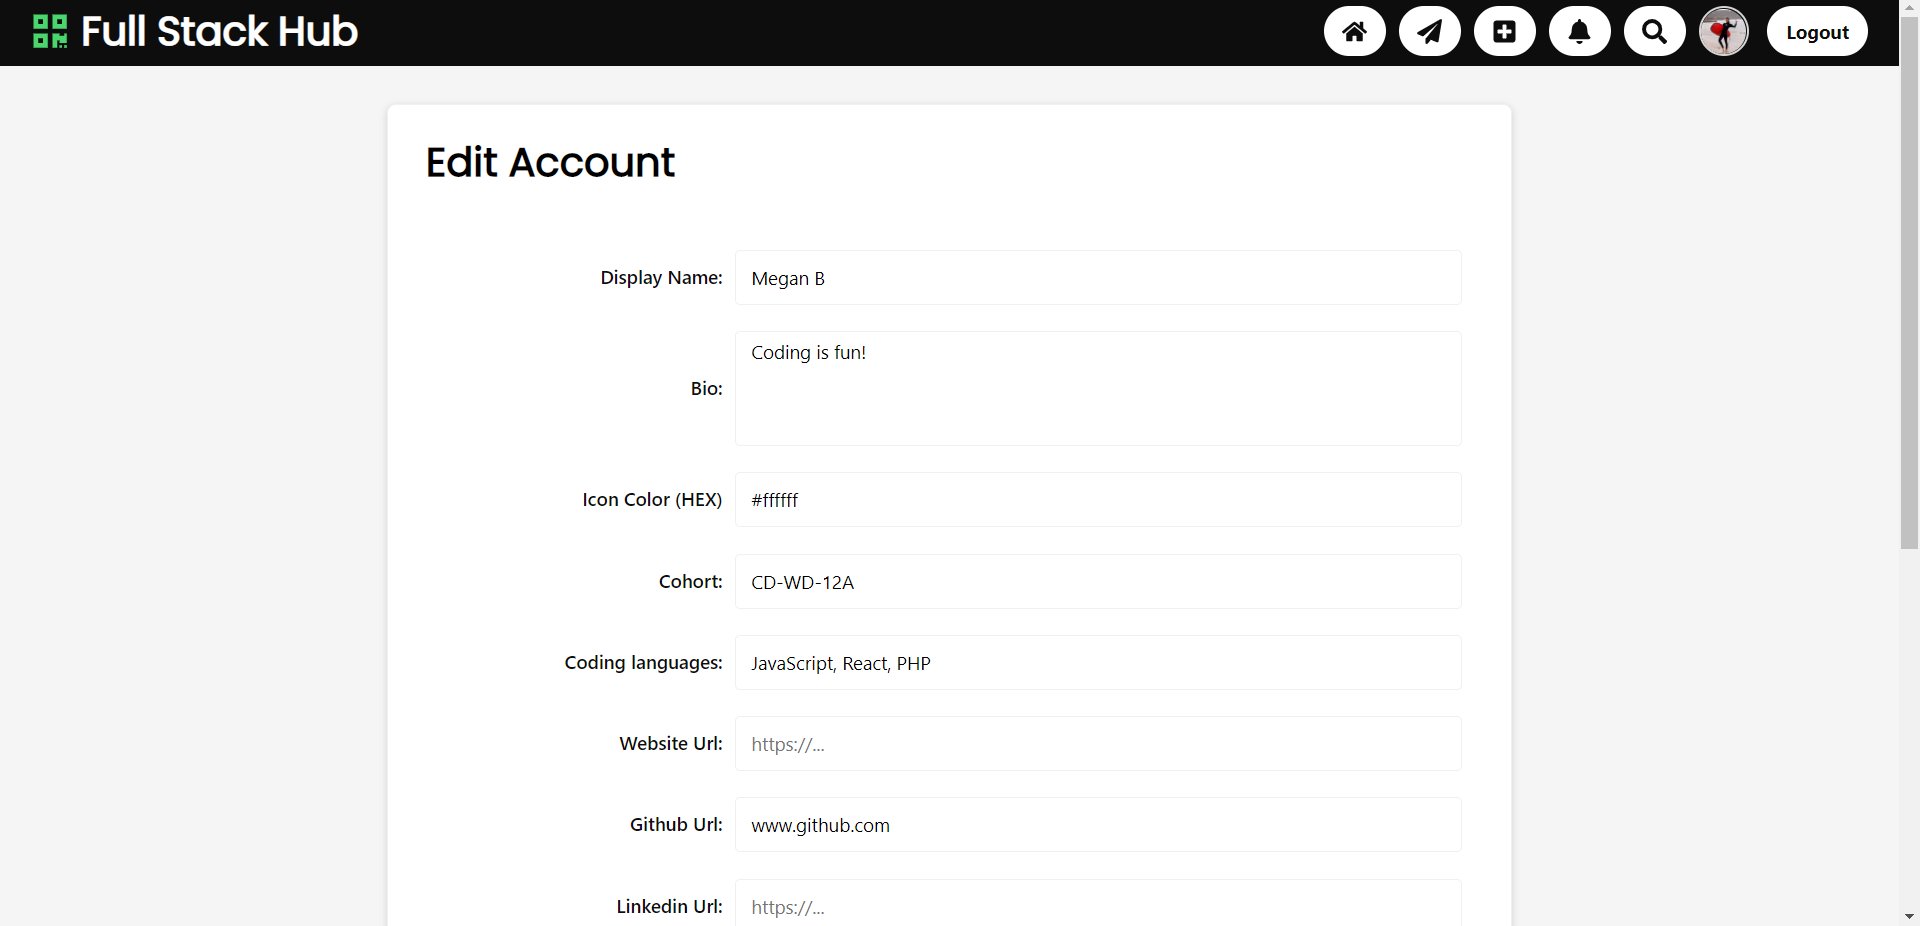 Full Stack Hub
Logout
Edit Account
Display Name:
Megan B
Bio:
Coding is fun!
Icon Color (HEX)
#ffffff
Cohort:
CD-WD-12A
Coding languages:
JavaScript, React, PHP
Website Url:
https://...
Github Url:
www.github.com
Linkedin Url:
https://...